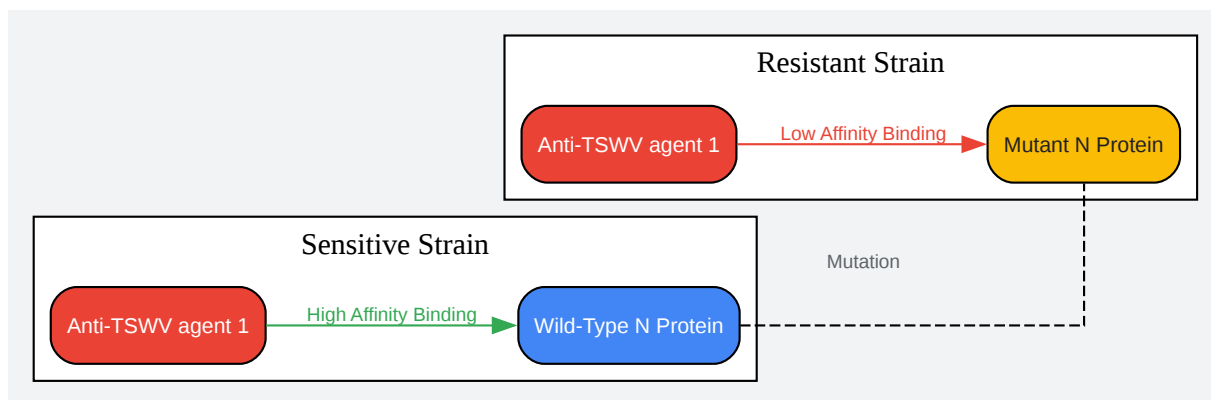 Resistant Strain
Anti-TSWV agent 1
Low Affinity Binding
Mutant N Protein
Sensitive Strain
Anti-TSWV agent 1
High Affinity Binding
Wild-Type N Protein
Mutation